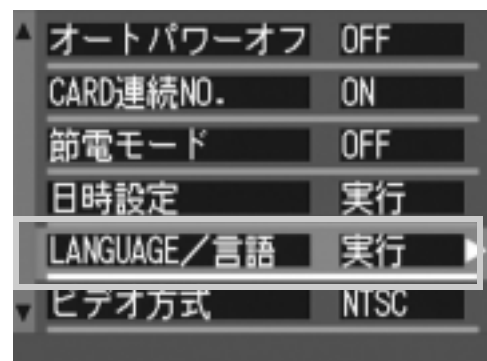 オートパワーオフ OFF
CARD連続NO. ON
節電モード OFF
日時設定 実行
LANGUAGE／言語 実行
ビデオ方式 NTSC